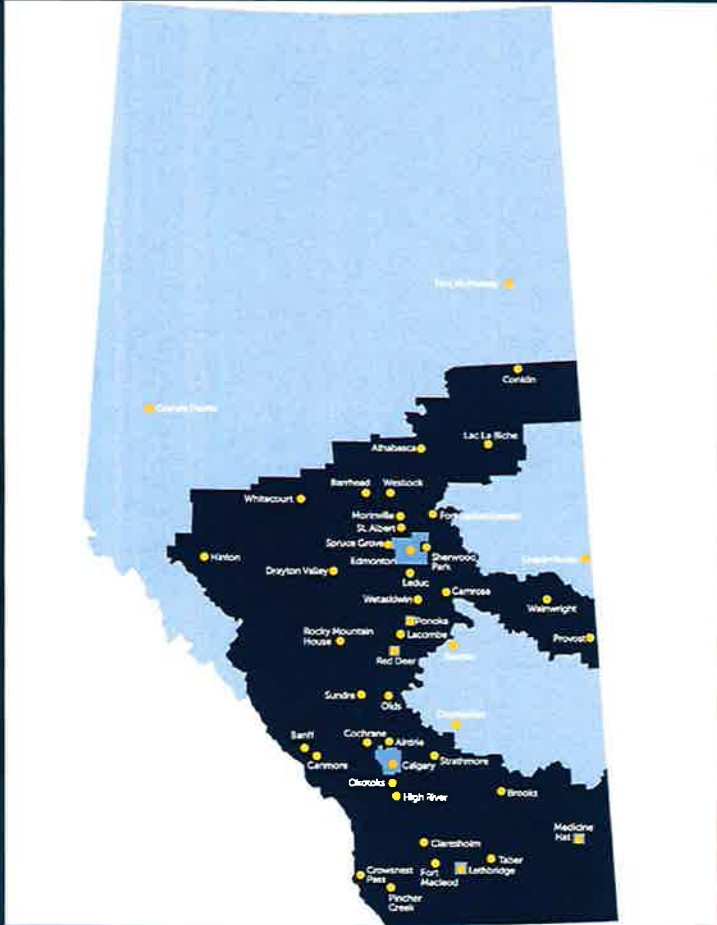 Fort McMurray
Conklin
Grande Prairie
Lac La Biche
Athabasca
Barrhead
Westlock
Whitecourt
Morinville
St. Albert
Spruce Grove
Edmonton
Sherwood
Park
Hinton
Drayton Valley
Leduc
Camrose
Wetaskiwin
Wainwright
Ponoka
Rocky Mountain
House
Lacombe
Provost
Red Deer
Sundre
Olds
Banff
Cochrane
Airdrie
Canmore
Calgary
Strathmore
Okotoks
High River
Brooks
Medicine
Hat
Claresholm
Taber
Crowsnest
Pass
Fort
Macleod
Lethbridge
Pincher
Creek